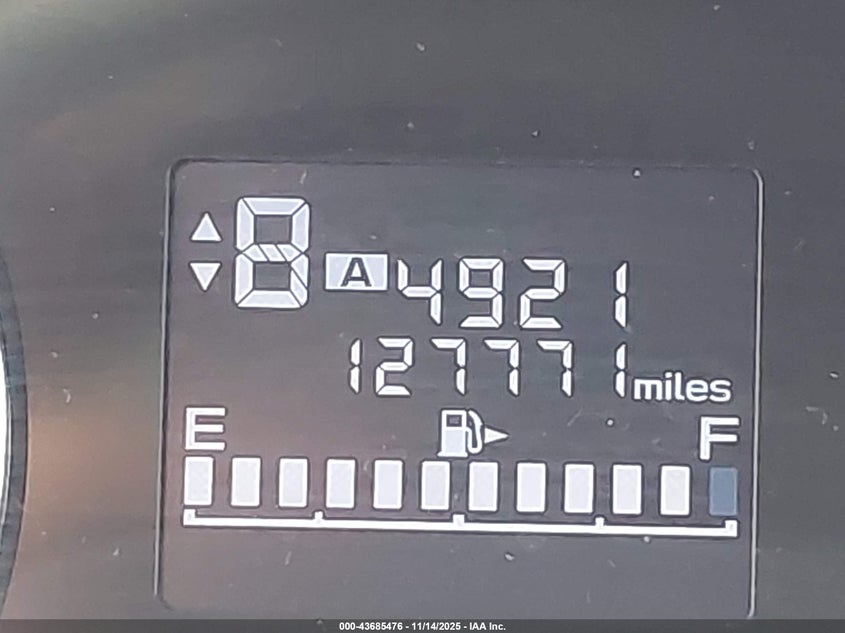 8 A 4921
127771 miles
E F
000-43685476 - 11/14/2025 - IAA Inc.